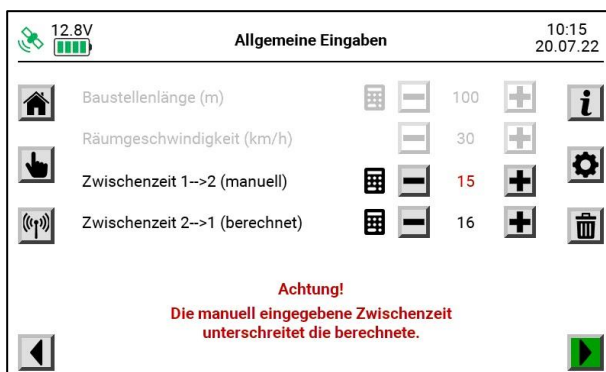 12.8V
Allgemeine Eingaben
10:15
20.07.22
Baustellenlänge (m) 100
Räumgeschwindigkeit (km/h) 30
Zwischenzeit 1-->2 (manuell) 15
Zwischenzeit 2-->1 (berechnet) 16
Achtung!
Die manuell eingegebene Zwischenzeit
unterschreitet die berechnete.